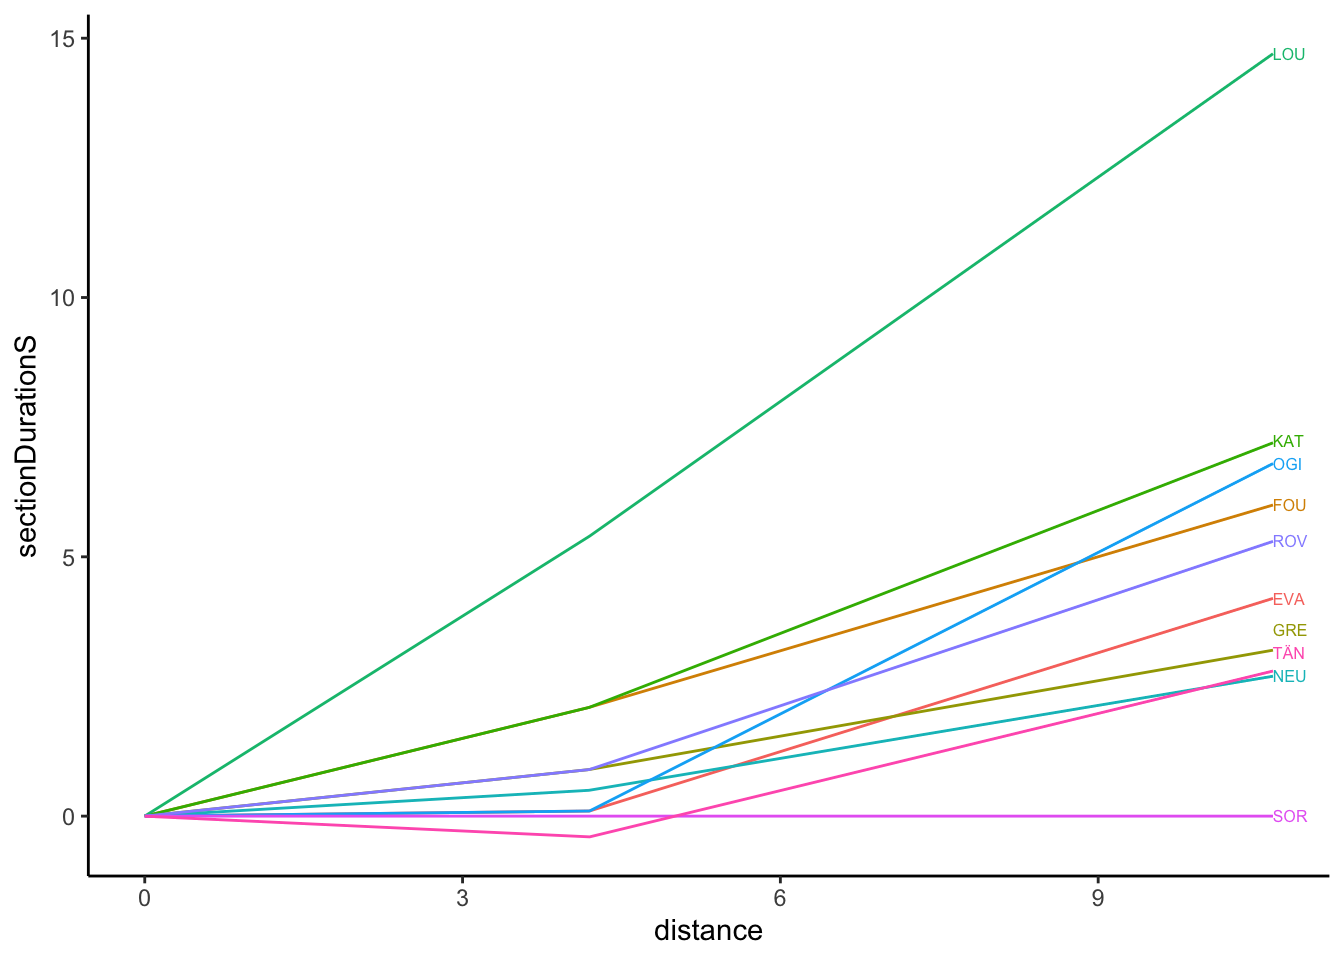 15
LOU
10
sectionDurationS
KAT
OGI
FOU
5
ROV
EVA
GRE
TÄN
NEU
0
SOR
0 3 6 9
distance